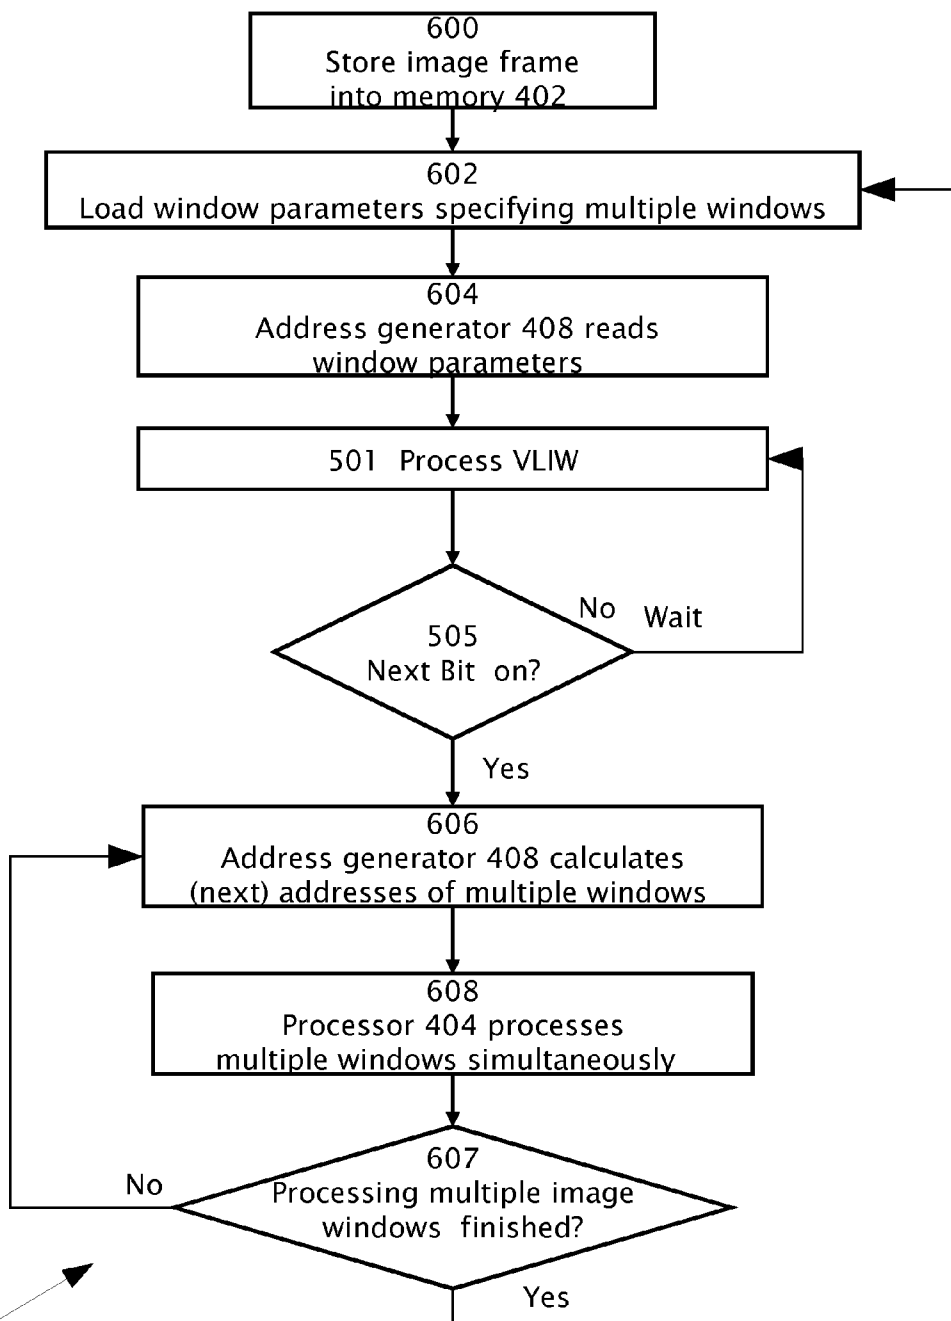 600
Store image frame
into memory 402
602
Load window parameters specifying multiple windows
604
Address generator 408 reads
window parameters
501 Process VLIW
No Wait
505
Next Bit on?
Yes
606
Address generator 408 calculates
(next) addresses of multiple windows
608
Processor 404 processes
multiple windows simultaneously
607
No
Processing multiple image
windows finished?
Yes